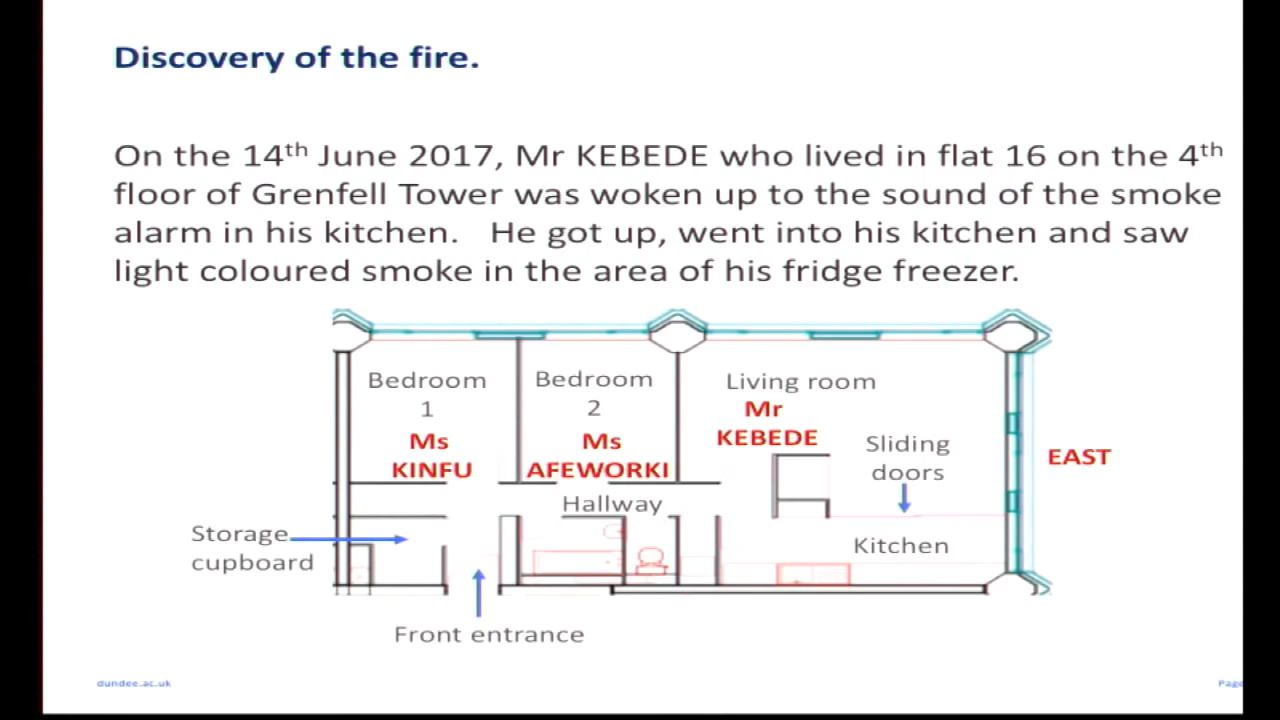 Discovery of the fire.
On the 14th June 2017, Mr KEBEDE who lived in flat 16 on the 4th
floor of Grenfell Tower was woken up to the sound of the smoke
alarm in his kitchen. He got up, went into his kitchen and saw
light coloured smoke in the area of his fridge freezer.
Bedroom
1
Ms
KINFU
Bedroom
2
Ms
AFEWORKI
Living room
Mr
KEBEDE
Sliding
doors
EAST
Hallway
Storage
cupboard
Kitchen
Front entrance
dundee.ac.uk
Page